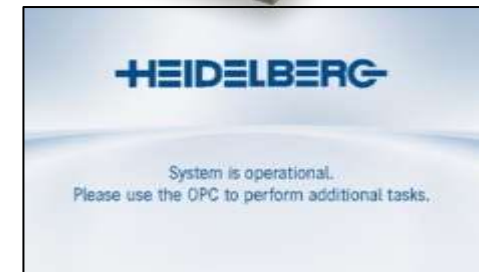 HEIDELBERG
System is operational.
Please use the OPC to perform additional tasks.